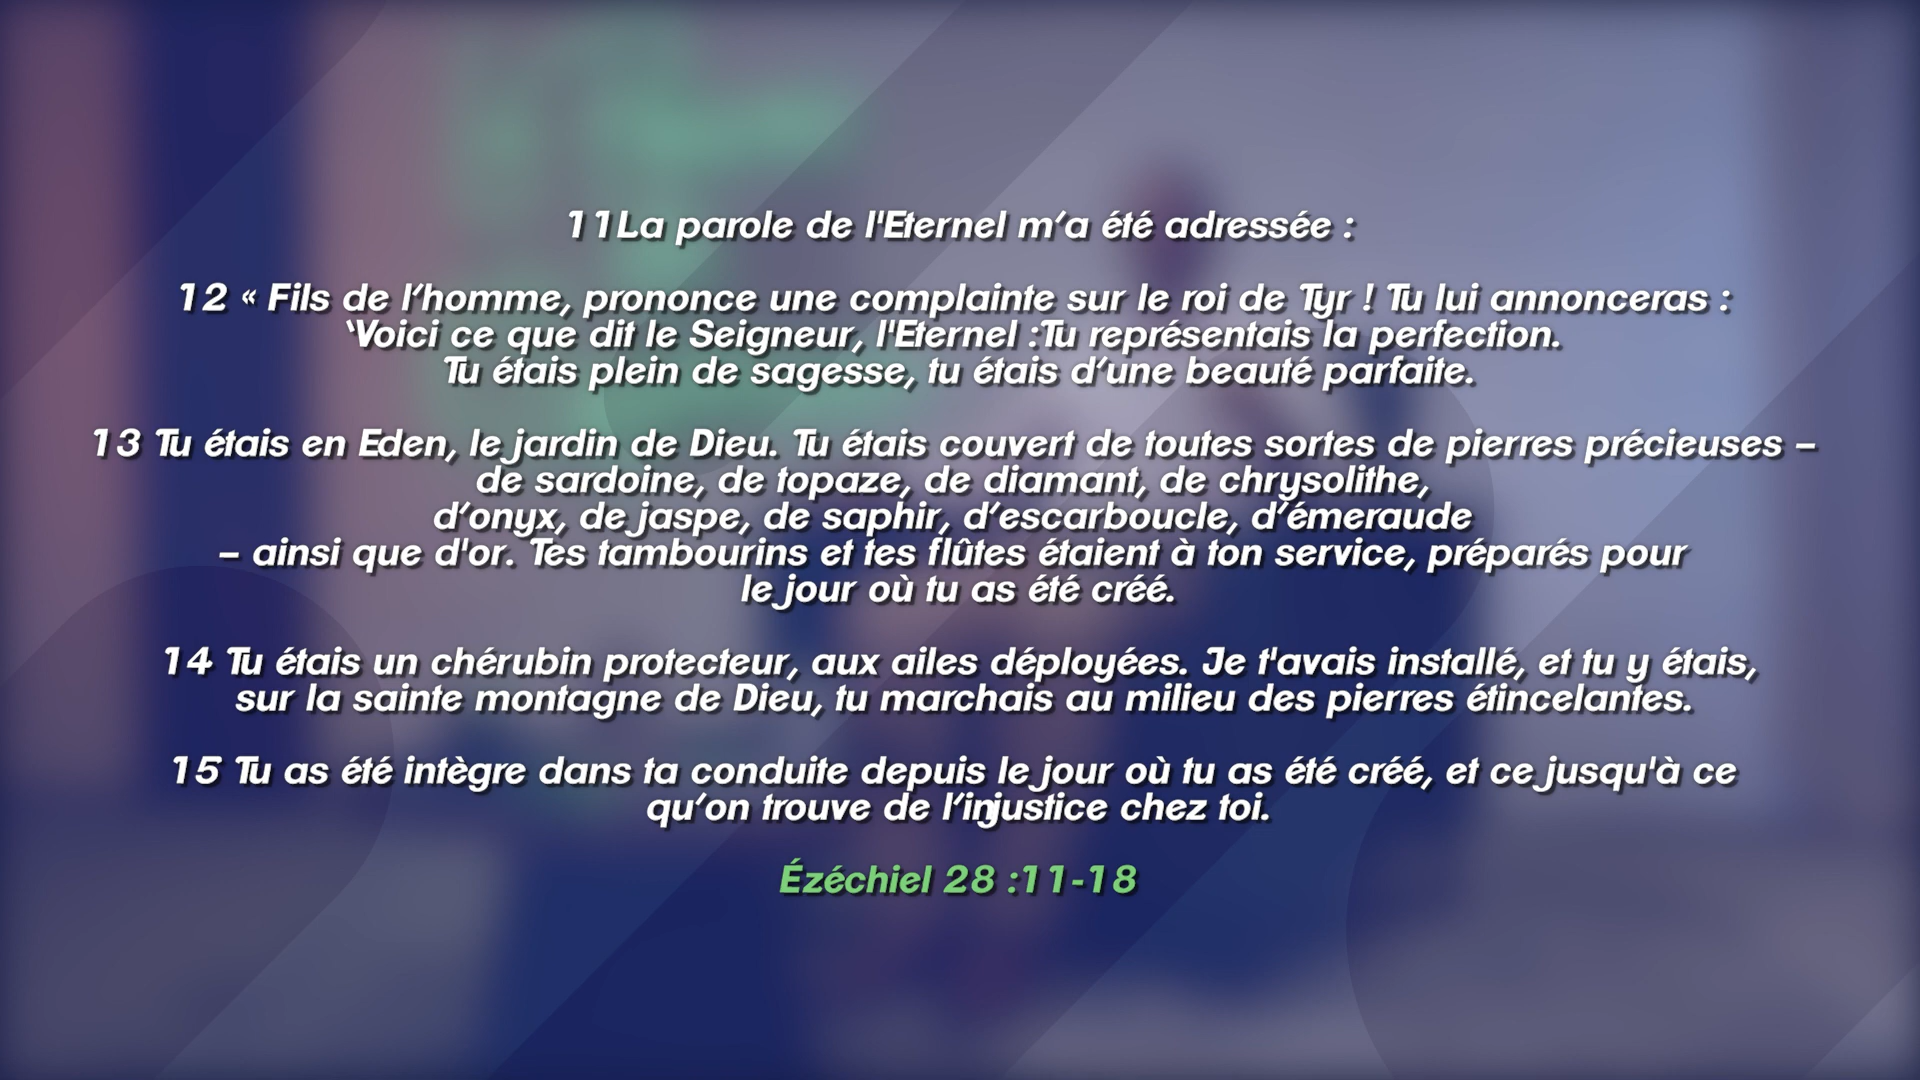 11La parole de l'Eternel m’a été adressée :
12 « Fils de l’homme, prononce une complainte sur le roi de Tyr ! Tu lui annonceras :
‘Voici ce que dit le Seigneur, l'Eternel :Tu représentais la perfection.
Tu étais plein de sagesse, tu étais d’une beauté parfaite.
13 Tu étais en Eden, le jardin de Dieu. Tu étais couvert de toutes sortes de pierres précieuses –
de sardoine, de topaze, de diamant, de chrysolithe,
d’onyx, de jaspe, de saphir, d’escarboucle, d’émeraude
– ainsi que d'or. Tes tambourins et tes flûtes étaient à ton service, préparés pour
le jour où tu as été créé.
14 Tu étais un chérubin protecteur, aux ailes déployées. Je t'avais installé, et tu y étais,
sur la sainte montagne de Dieu, tu marchais au milieu des pierres étincelantes.
15 Tu as été intègre dans ta conduite depuis le jour où tu as été créé, et ce jusqu'à ce
qu’on trouve de l’injustice chez toi.
Ézéchiel 28 :11-18